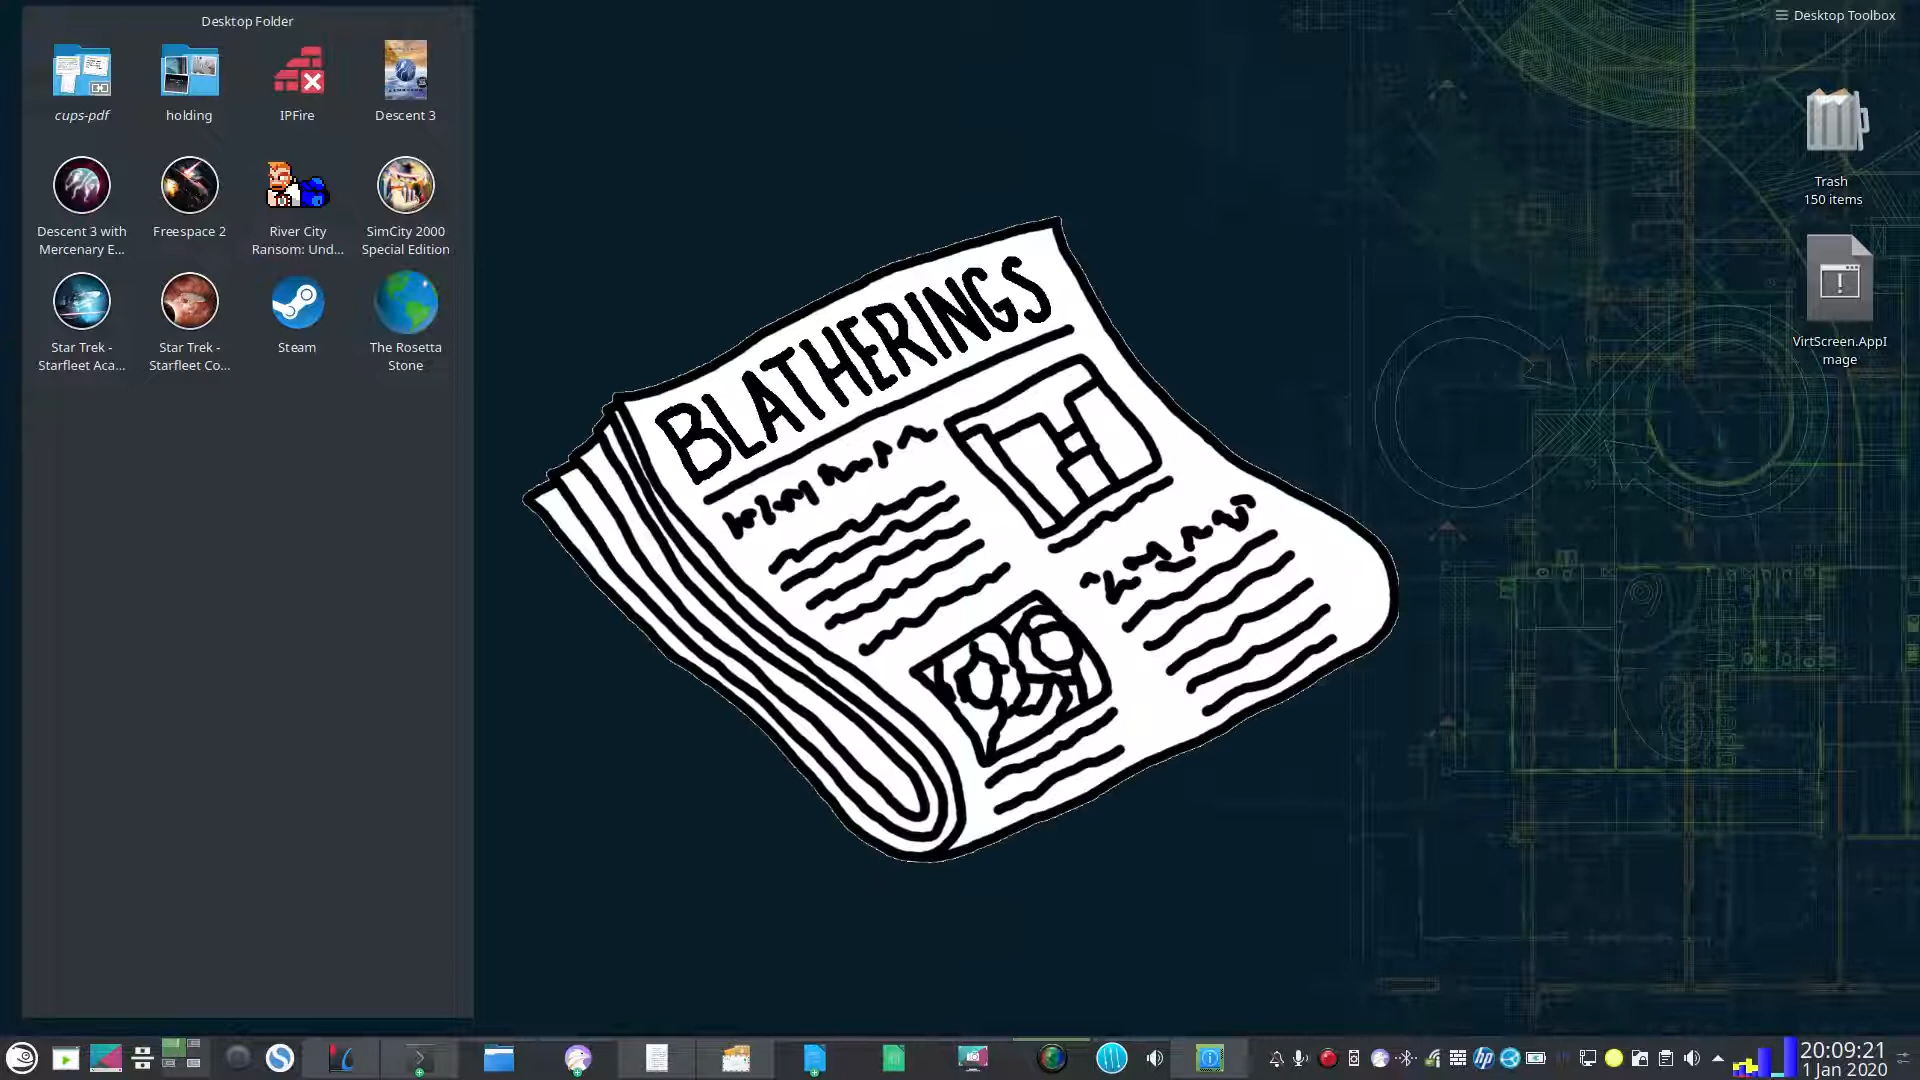 Desktop Folder
Desktop Toolbox
cups-pdf
holding
IPFire
Descent 3
Trash
150 items
Descent 3 with
Mercenary E...
Freespace 2
River City
Ransom: Und...
SimCity 2000
Special Edition
BLATHERINGS
VirtScreen.AppI
mage
Star Trek -
Starfleet Aca...
Star Trek -
Starfleet Co...
Steam
The Rosetta
Stone
hp
20:09:21
1 Jan 2020